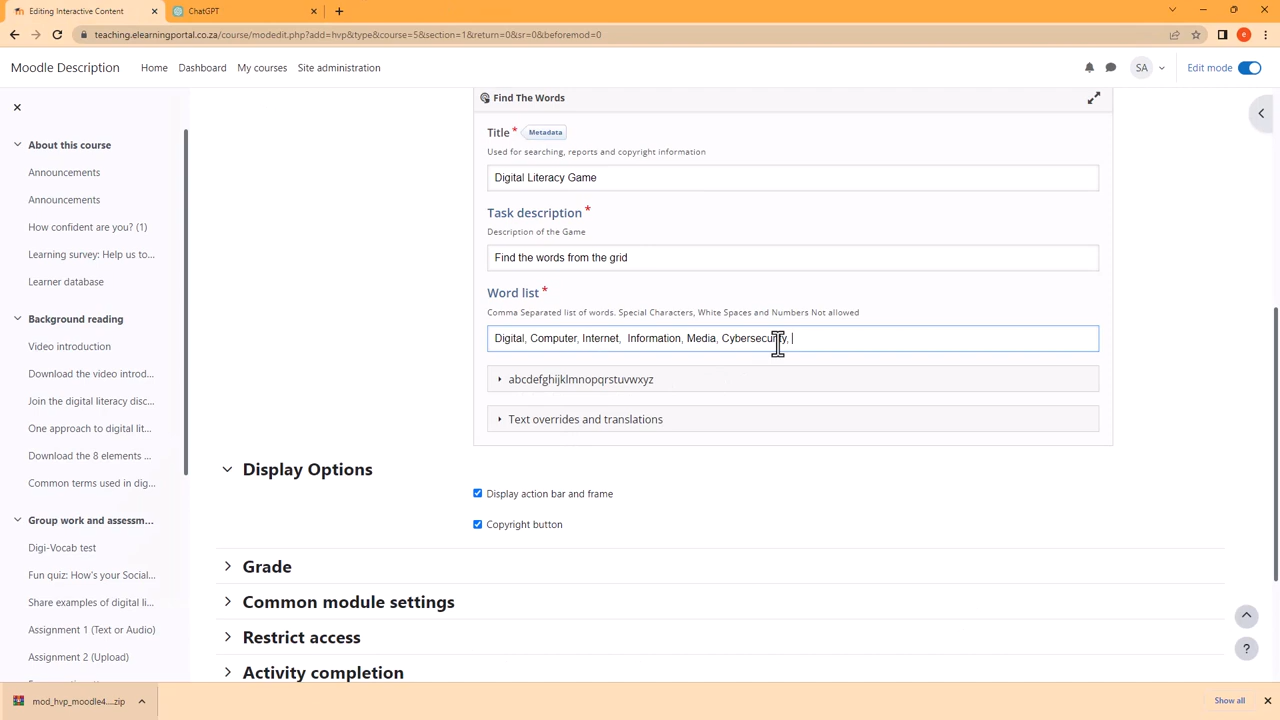 Editing Interactive Content
ChatGPT
teaching.elearningportal.co.za/course/modedit.php?add=hvp&type&course=5&section=1&return=0&sr=0&beforemod=0
e
Moodle Description
Home
Dashboard
My courses
Site administration
SA
Edit mode
About this course
Announcements
Announcements
How confident are you? (1)
Learning survey: Help us to...
Learner database
Background reading
Video introduction
Download the video introd...
Join the digital literacy disc...
One approach to digital lit...
Download the 8 elements ...
Common terms used in dig...
Group work and assessm...
Digi-Vocab test
Fun quiz: How's your Social...
Share examples of digital li...
Assignment 1 (Text or Audio)
Assignment 2 (Upload)
Find The Words
Title * Metadata
Used for searching, reports and copyright information
Digital Literacy Game
Task description *
Description of the Game
Find the words from the grid
Word list *
Comma Separated list of words. Special Characters, White Spaces and Numbers Not allowed
Digital, Computer, Internet,  Information, Media, Cybersecurity,
abcdefghijklmnopqrstuvwxyz
Text overrides and translations
Display Options
Display action bar and frame
Copyright button
Grade
Common module settings
Restrict access
Activity completion
?
mod_hvp_moodle4....zip
Show all